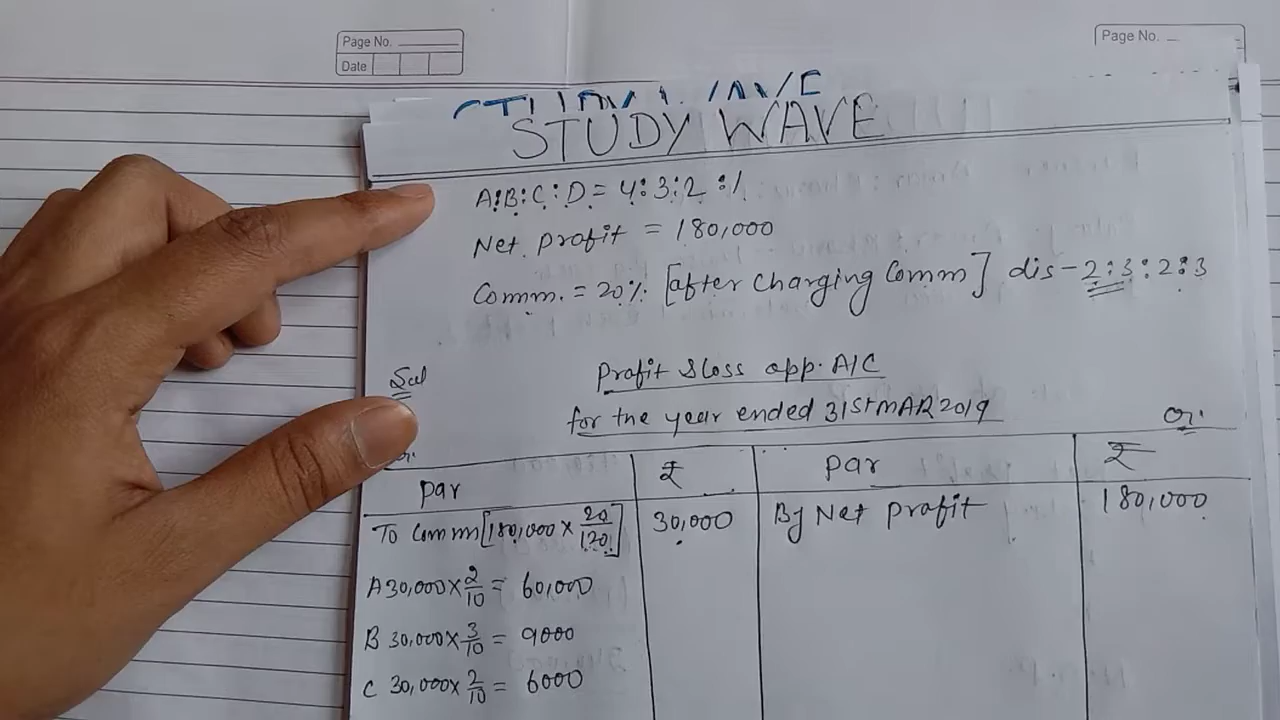 Page No.
Date
Page No.
STUDY WAVE
STUDY WAVE
A:B:C:D = 4:3:2:1
Net. Profit = 180,000
Comm. = 20% [after charging Comm] dis - 2:3:2:3
Sol
Profit & loss app. A/C
for the year ended 31st MAR 2019
Par ₹ Par ₹
To Comm [180,000 × 20/120] 30,000 By Net Profit 180,000
A 30,000 × 2/10 = 60,000
B 30,000 × 3/10 = 9000
C 30,000 × 2/10 = 6000